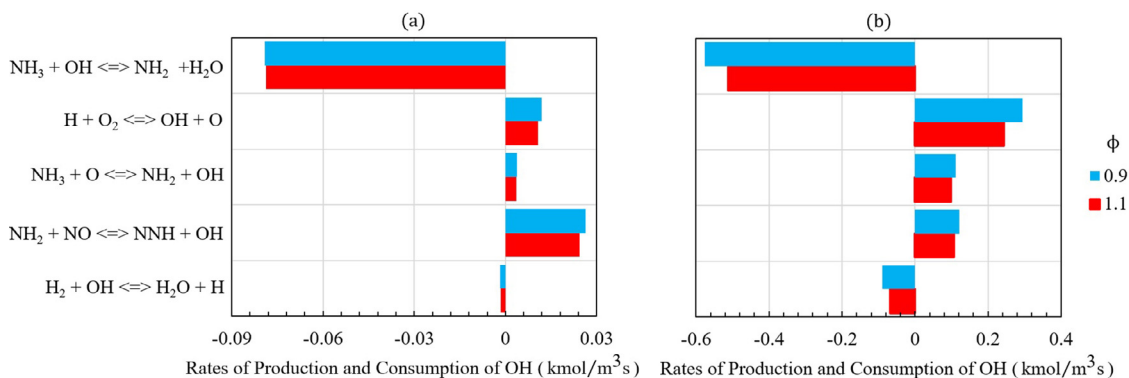 (a)
(b)
NH₃ + OH <=> NH₂ +H₂O
H + O₂ <=> OH + O
NH₃ + O <=> NH₂ + OH
NH₂ + NO <=> NNH + OH
H₂ + OH <=> H₂O + H
-0.09 -0.06 -0.03 0 0.03
Rates of Production and Consumption of OH ( kmol/m³s )
-0.6 -0.4 -0.2 0 0.2 0.4
Rates of Production and Consumption of OH ( kmol/m³s )
ϕ
0.9
1.1